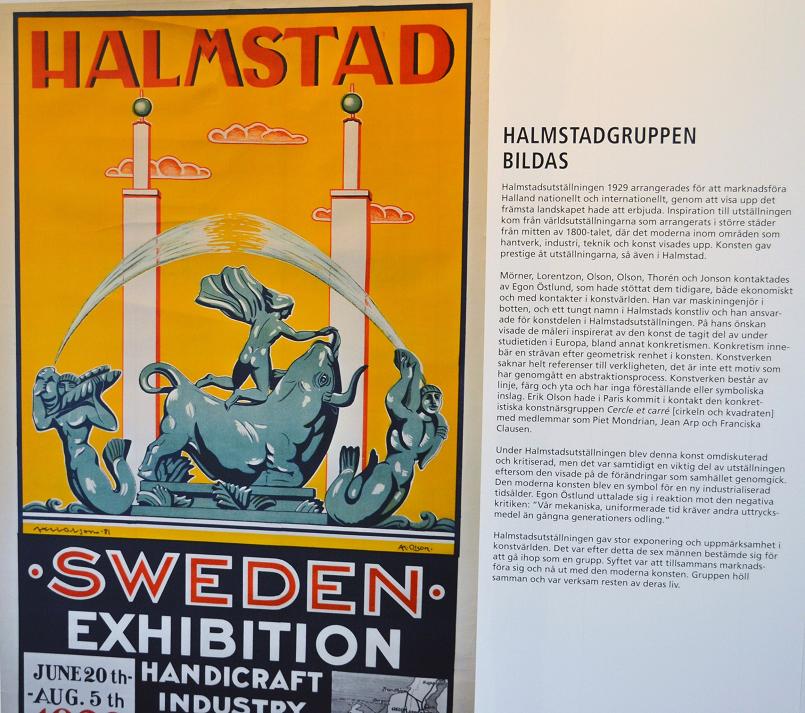 HALMSTAD
Ax. Olson.
·SWEDEN·
EXHIBITION
JUNE 20 th-
-AUG. 5 th
HANDICRAFT
INDUSTRY
HALMSTADGRUPPEN
BILDAS
Halmstadsutställningen 1929 arrangerades för att marknadsföra
Halland nationellt och internationellt, genom att visa upp det
främsta landskapet hade att erbjuda. Inspiration till utställningen
kom från världsutställningarna som arrangerats i större städer
från mitten av 1800-talet, där det moderna inom områden som
hantverk, industri, teknik och konst visades upp. Konsten gav
prestige åt utställningarna, så även i Halmstad.
Mörner, Lorentzon, Olson, Olson, Thorén och Jonson kontaktades
av Egon Östlund, som hade stöttat dem tidigare, både ekonomiskt
och med kontakter i konstvärlden. Han var maskiningenjör i
botten, och ett tungt namn i Halmstads konstliv och han ansvar-
ade för konstdelen i Halmstadsutställningen. På hans önskan
visade de måleri inspirerat av den konst de tagit del av under
studietiden i Europa, bland annat konkretismen. Konkretism inne-
bär en strävan efter geometrisk renhet i konsten. Konstverken
saknar helt referenser till verkligheten, det är inte ett motiv som
har genomgått en abstraktionsprocess. Konstverken består av
linje, färg och yta och har inga föreställande eller symboliska
inslag. Erik Olson hade i Paris kommit i kontakt den konkret-
istiska konstnärsgruppen Cercle et carré [cirkeln och kvadraten]
med medlemmar som Piet Mondrian, Jean Arp och Franciska
Clausen.
Under Halmstadsutställningen blev denna konst omdiskuterad
och kritiserad, men det var samtidigt en viktig del av utställningen
eftersom den visade på de förändringar som samhället genomgick.
Den moderna konsten blev en symbol för en ny industrialiserad
tidsålder. Egon Östlund uttalade sig i reaktion mot den negativa
kritiken: ”Vår mekaniska, uniformerade tid kräver andra uttrycks-
medel än gångna generationers odling.”
Halmstadsutställningen gav stor exponering och uppmärksamhet i
konstvärlden. Det var efter detta de sex männen bestämde sig för
att gå ihop som en grupp. Syftet var att tillsammans marknads-
föra sig och nå ut med den moderna konsten. Gruppen höll
samman och var verksam resten av deras liv.